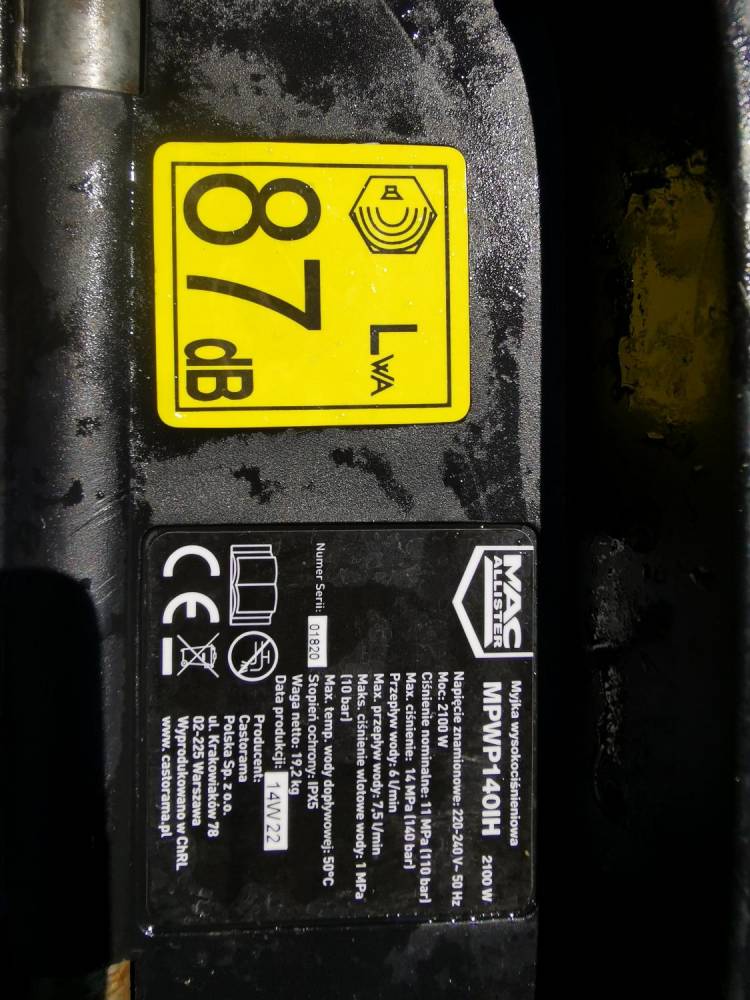 87 dB
LWA
MAC
ALLISTER
Myjka wysokociśnieniowa
MPWP140IH 2100 W
Napięcie znamionowe: 220-240 V~ 50 Hz
Moc: 2100 W
Ciśnienie nominalne: 11 MPa (110 bar)
Max. ciśnienie: 14 MPa (140 bar)
Przepływ wody: 6 l/min
Max. przepływ wody: 7,5 l/min
Maks. ciśnienie wlotowe wody: 1 MPa
(10 bar)
Max. temp. wody dopływowej: 50°C
Stopień ochrony: IPX5
Waga netto: 19,2 kg
Data produkcji: 14W22
Numer Serii: 01820
Producent:
Castorama
Polska Sp. z o.o.
ul. Krakowiaków 78
02-225 Warszawa
Wyprodukowano w ChRL
www.castorama.pl
CE